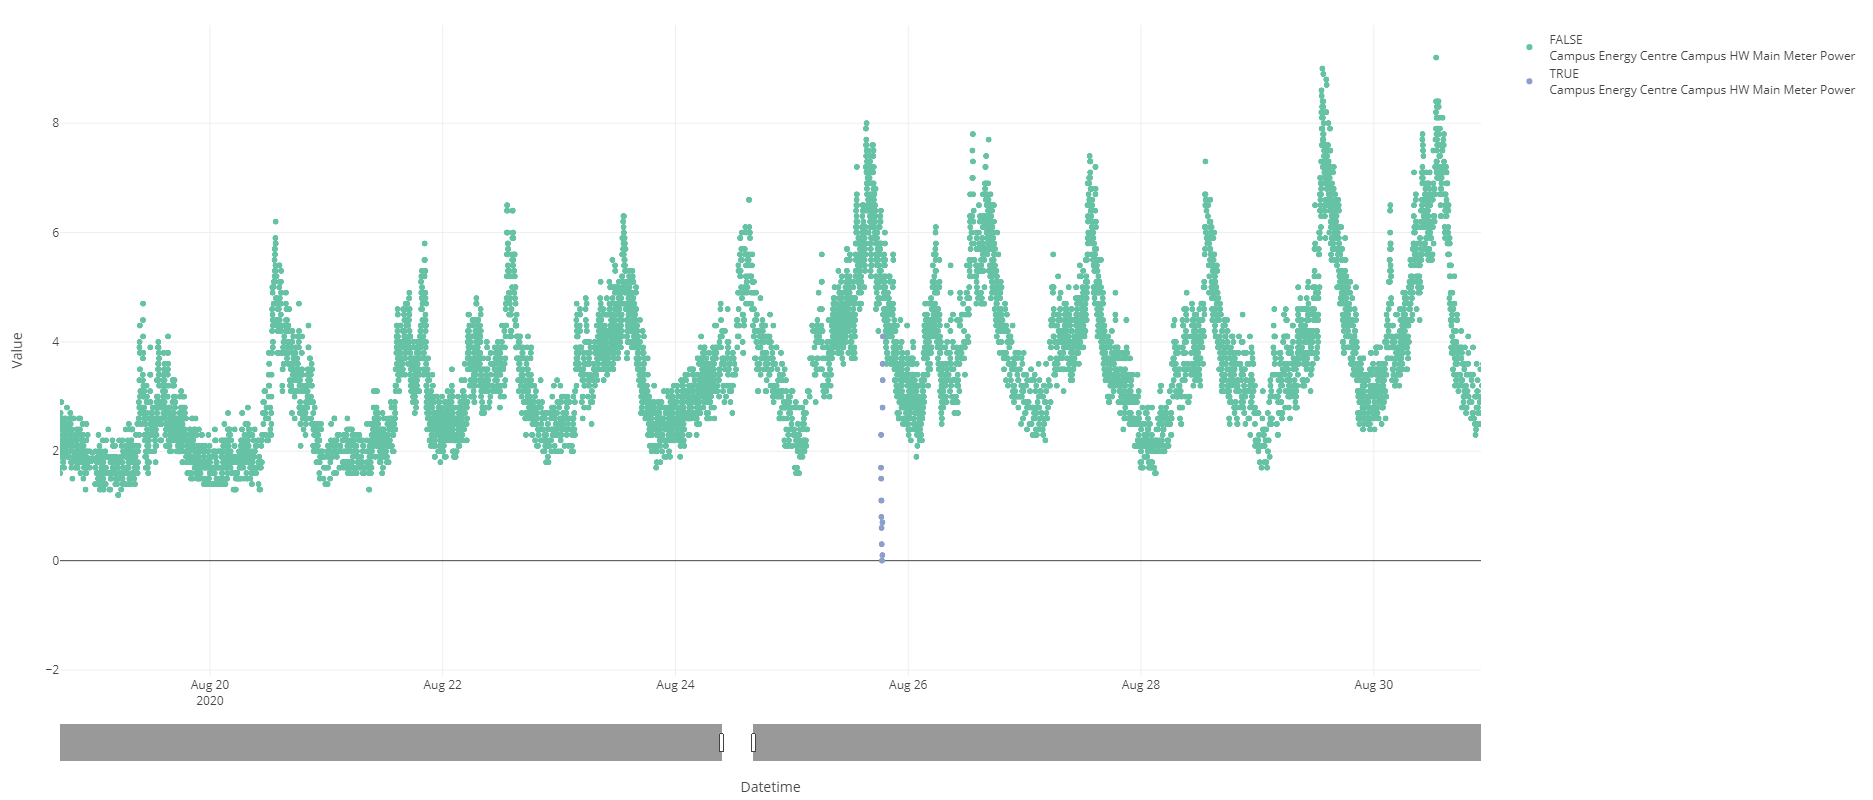 FALSE
Campus Energy Centre Campus HW Main Meter Power
TRUE
Campus Energy Centre Campus HW Main Meter Power
8
6
4
2
0
−2
Value
Aug 20
2020
Aug 22
Aug 24
Aug 26
Aug 28
Aug 30
Datetime